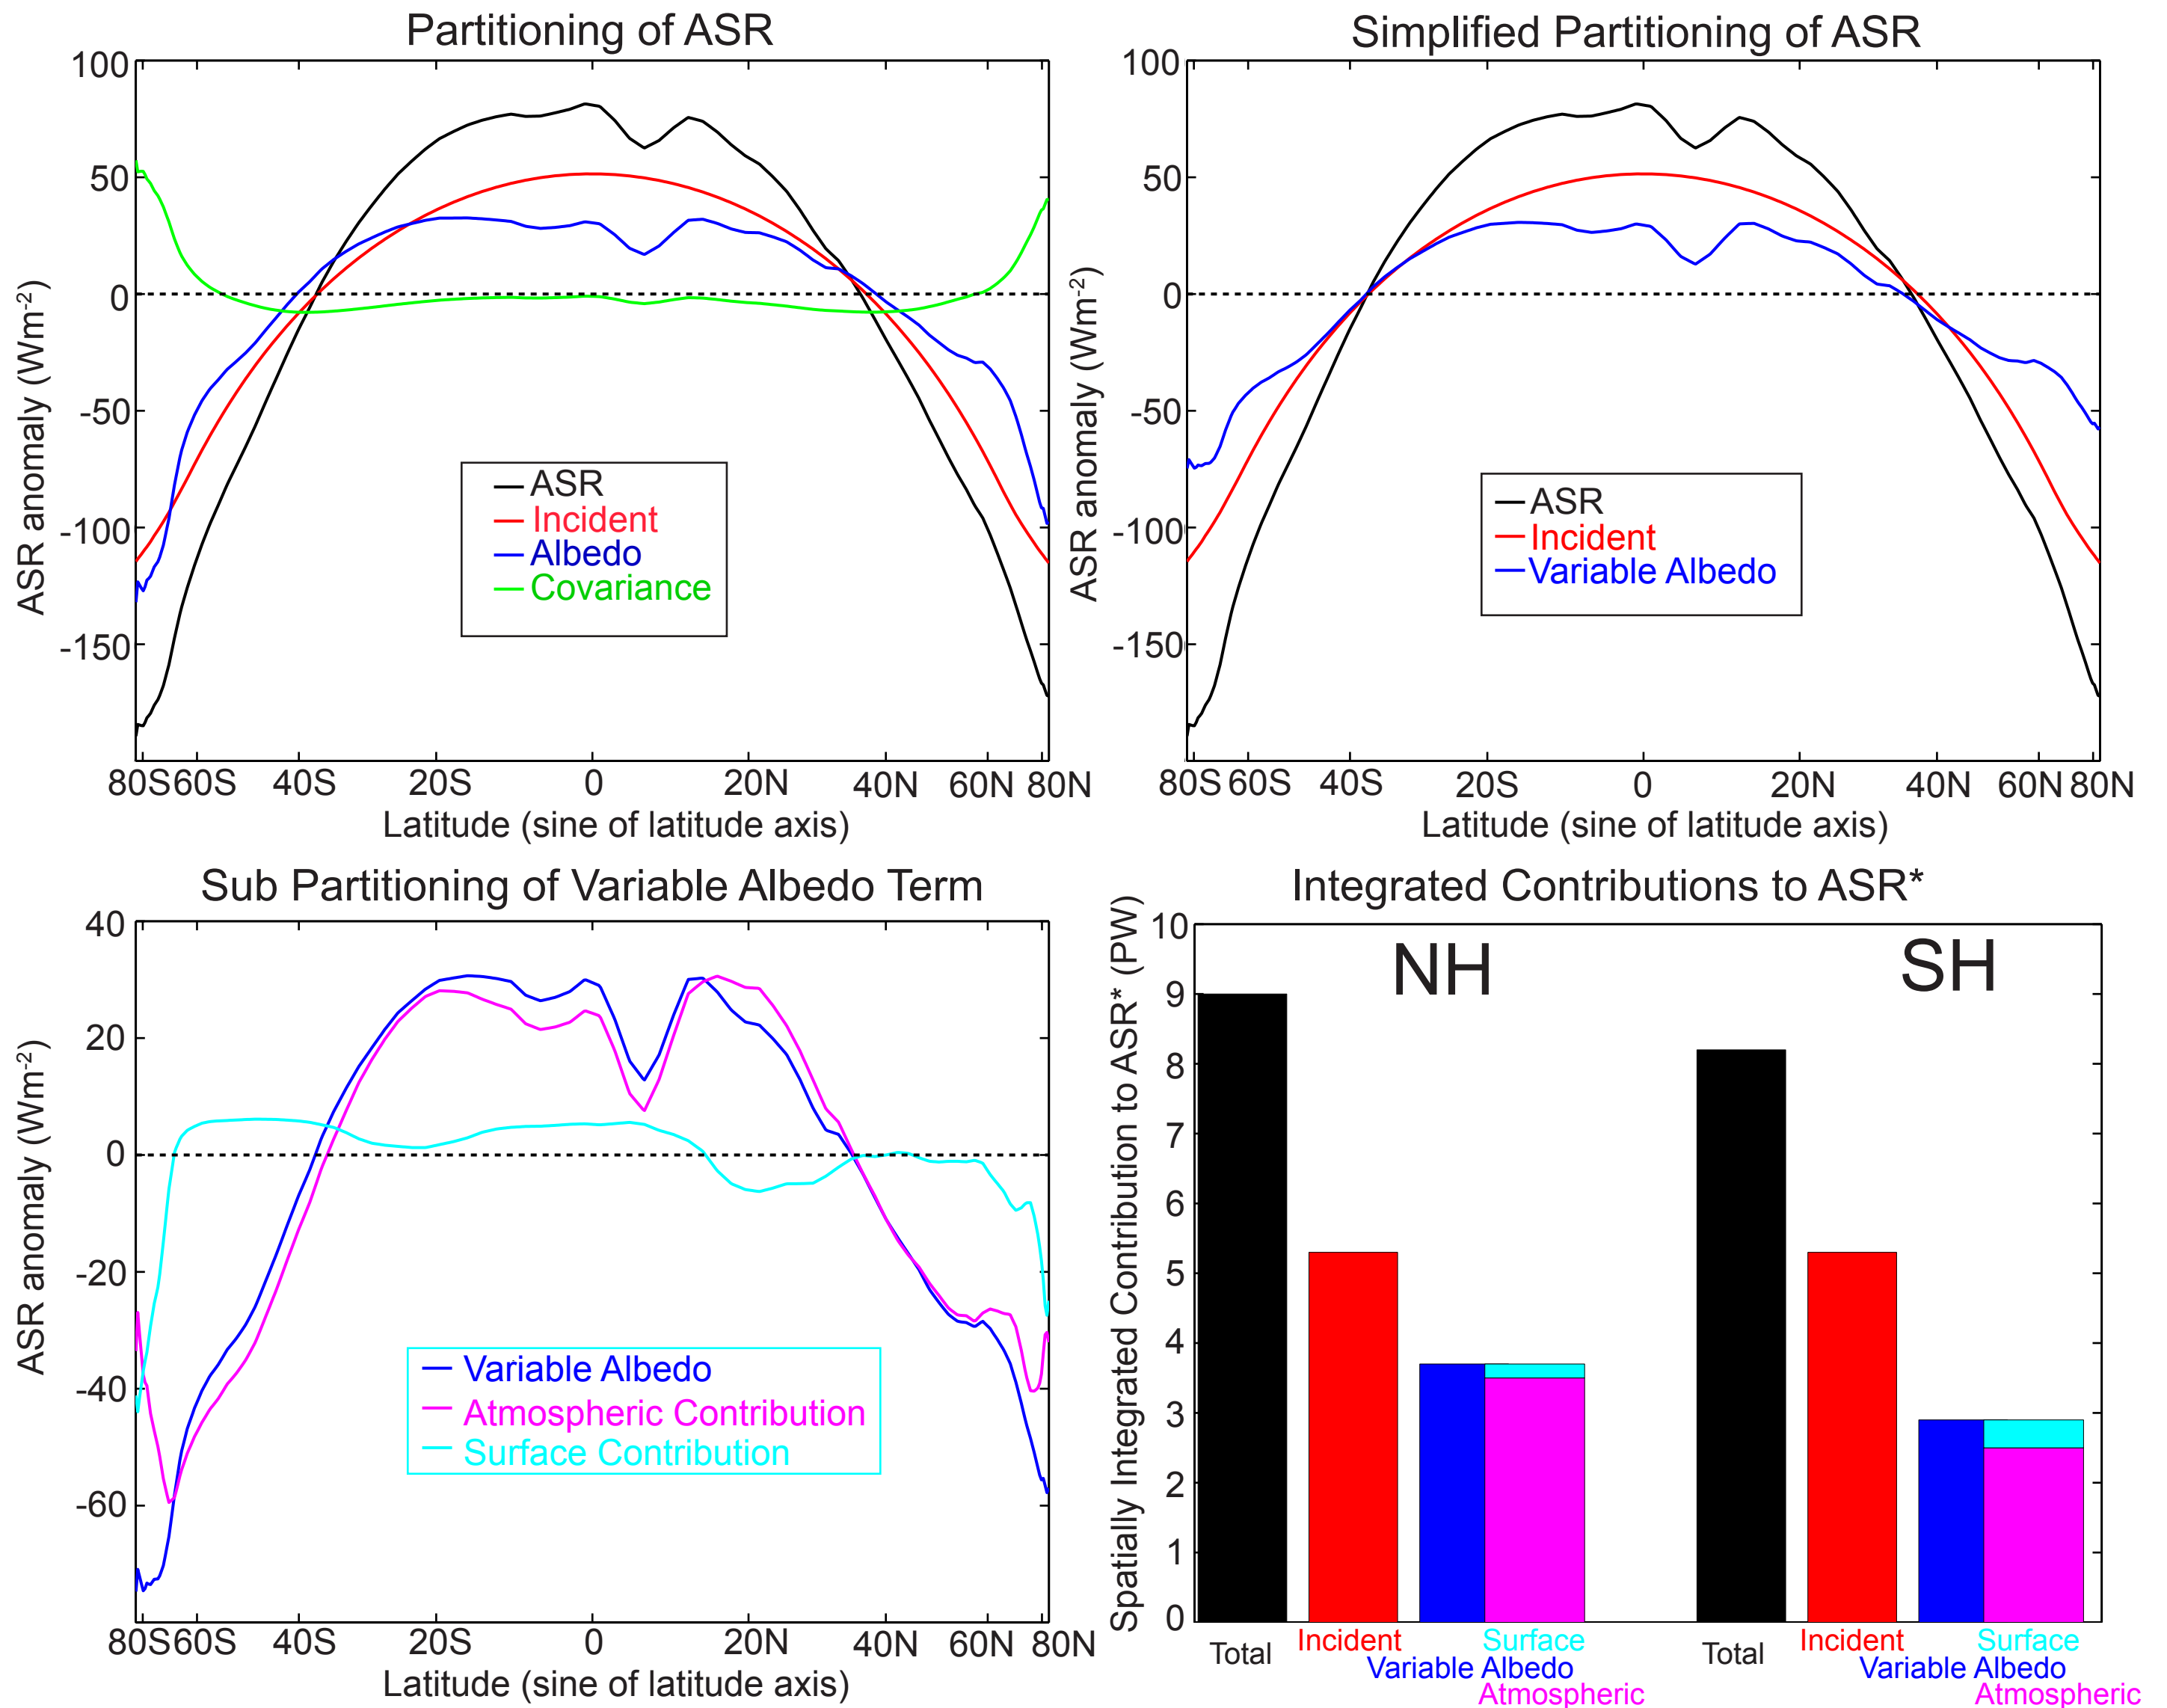 Partitioning of ASR
ASR anomaly (Wm-2)
100
50
0
-50
-100
-150
ASR
Incident
Albedo
Covariance
80S 60S 40S 20S 0 20N 40N 60N 80N
Latitude (sine of latitude axis)
Simplified Partitioning of ASR
ASR anomaly (Wm-2)
100
50
0
-50
-100
-150
ASR
Incident
Variable Albedo
80S 60S 40S 20S 0 20N 40N 60N 80N
Latitude (sine of latitude axis)
Sub Partitioning of Variable Albedo Term
ASR anomaly (Wm-2)
40
20
0
-20
-40
-60
Variable Albedo
Atmospheric Contribution
Surface Contribution
80S 60S 40S 20S 0 20N 40N 60N 80N
Latitude (sine of latitude axis)
Integrated Contributions to ASR*
Spatially Integrated Contribution to ASR* (PW)
10
9
8
7
6
5
4
3
2
1
0
NH SH
Total Incident Surface Total Incident Surface
Variable Albedo Variable Albedo
Atmospheric Atmospheric